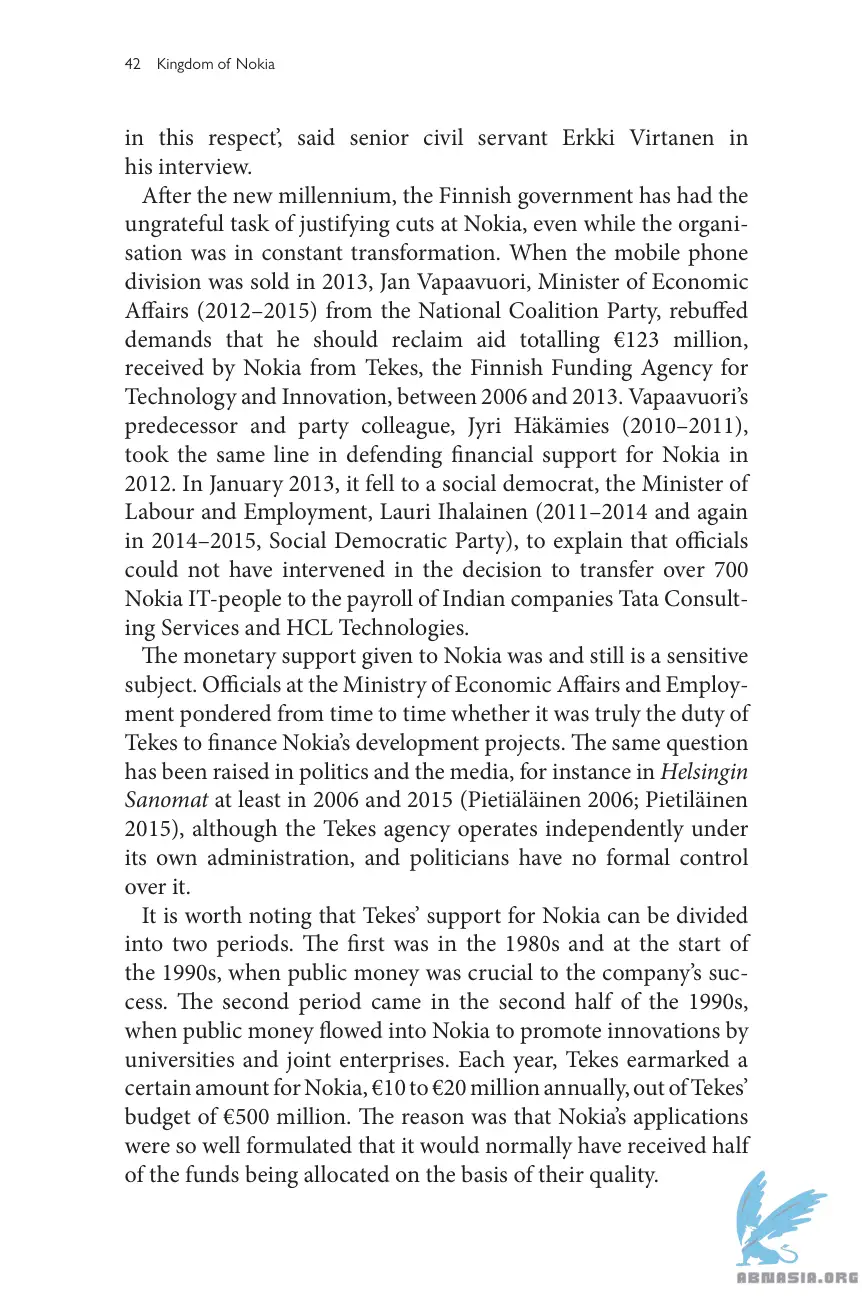 42 Kingdom of Nokia
in this respect’, said senior civil servant Erkki Virtanen in
his interview.
After the new millennium, the Finnish government has had the
ungrateful task of justifying cuts at Nokia, even while the organi-
sation was in constant transformation. When the mobile phone
division was sold in 2013, Jan Vapaavuori, Minister of Economic
Affairs (2012–2015) from the National Coalition Party, rebuffed
demands that he should reclaim aid totalling €123 million,
received by Nokia from Tekes, the Finnish Funding Agency for
Technology and Innovation, between 2006 and 2013. Vapaavuori’s
predecessor and party colleague, Jyri Häkämies (2010–2011),
took the same line in defending financial support for Nokia in
2012. In January 2013, it fell to a social democrat, the Minister of
Labour and Employment, Lauri Ihalainen (2011–2014 and again
in 2014–2015, Social Democratic Party), to explain that officials
could not have intervened in the decision to transfer over 700
Nokia IT-people to the payroll of Indian companies Tata Consult-
ing Services and HCL Technologies.
The monetary support given to Nokia was and still is a sensitive
subject. Officials at the Ministry of Economic Affairs and Employ-
ment pondered from time to time whether it was truly the duty of
Tekes to finance Nokia’s development projects. The same question
has been raised in politics and the media, for instance in Helsingin
Sanomat at least in 2006 and 2015 (Pietiäläinen 2006; Pietiläinen
2015), although the Tekes agency operates independently under
its own administration, and politicians have no formal control
over it.
It is worth noting that Tekes’ support for Nokia can be divided
into two periods. The first was in the 1980s and at the start of
the 1990s, when public money was crucial to the company’s suc-
cess. The second period came in the second half of the 1990s,
when public money flowed into Nokia to promote innovations by
universities and joint enterprises. Each year, Tekes earmarked a
certain amount for Nokia, €10 to €20 million annually, out of Tekes’
budget of €500 million. The reason was that Nokia’s applications
were so well formulated that it would normally have received half
of the funds being allocated on the basis of their quality.
ABNASIA.ORG